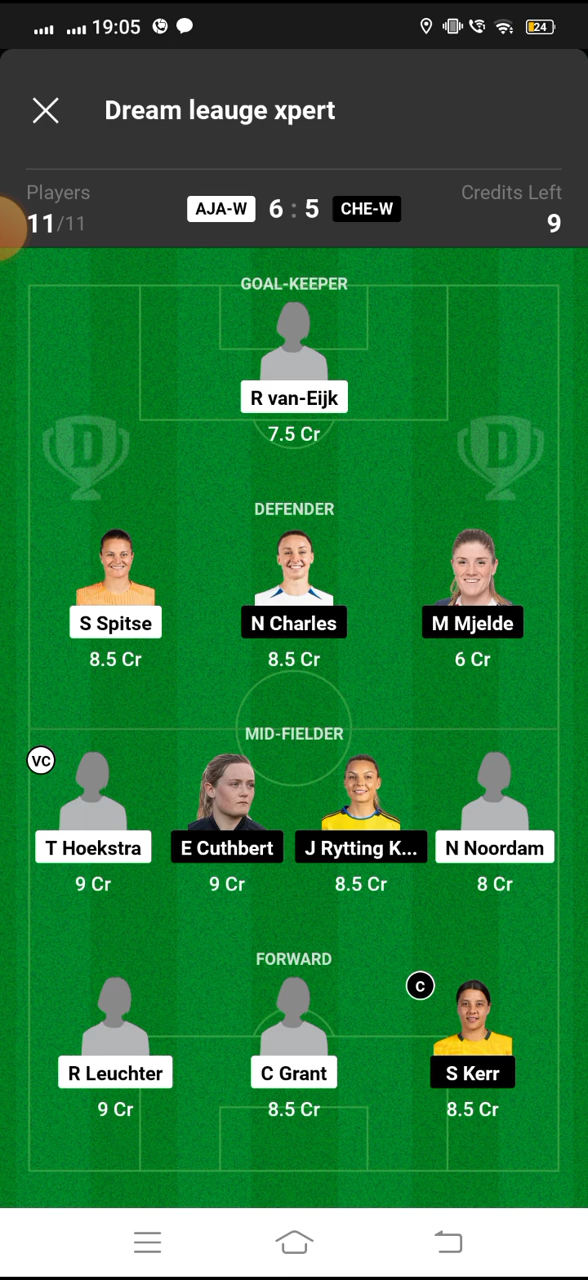 19:05
24
Dream leauge xpert
Players
Credits Left
11/11
AJA-W 6 : 5 CHE-W
9
GOAL-KEEPER
R van-Eijk
7.5 Cr
D D
DEFENDER
S Spitse N Charles M Mjelde
8.5 Cr 8.5 Cr 6 Cr
MID-FIELDER
VC
T Hoekstra E Cuthbert J Rytting K... N Noordam
9 Cr 9 Cr 8.5 Cr 8 Cr
FORWARD
C
R Leuchter C Grant S Kerr
9 Cr 8.5 Cr 8.5 Cr